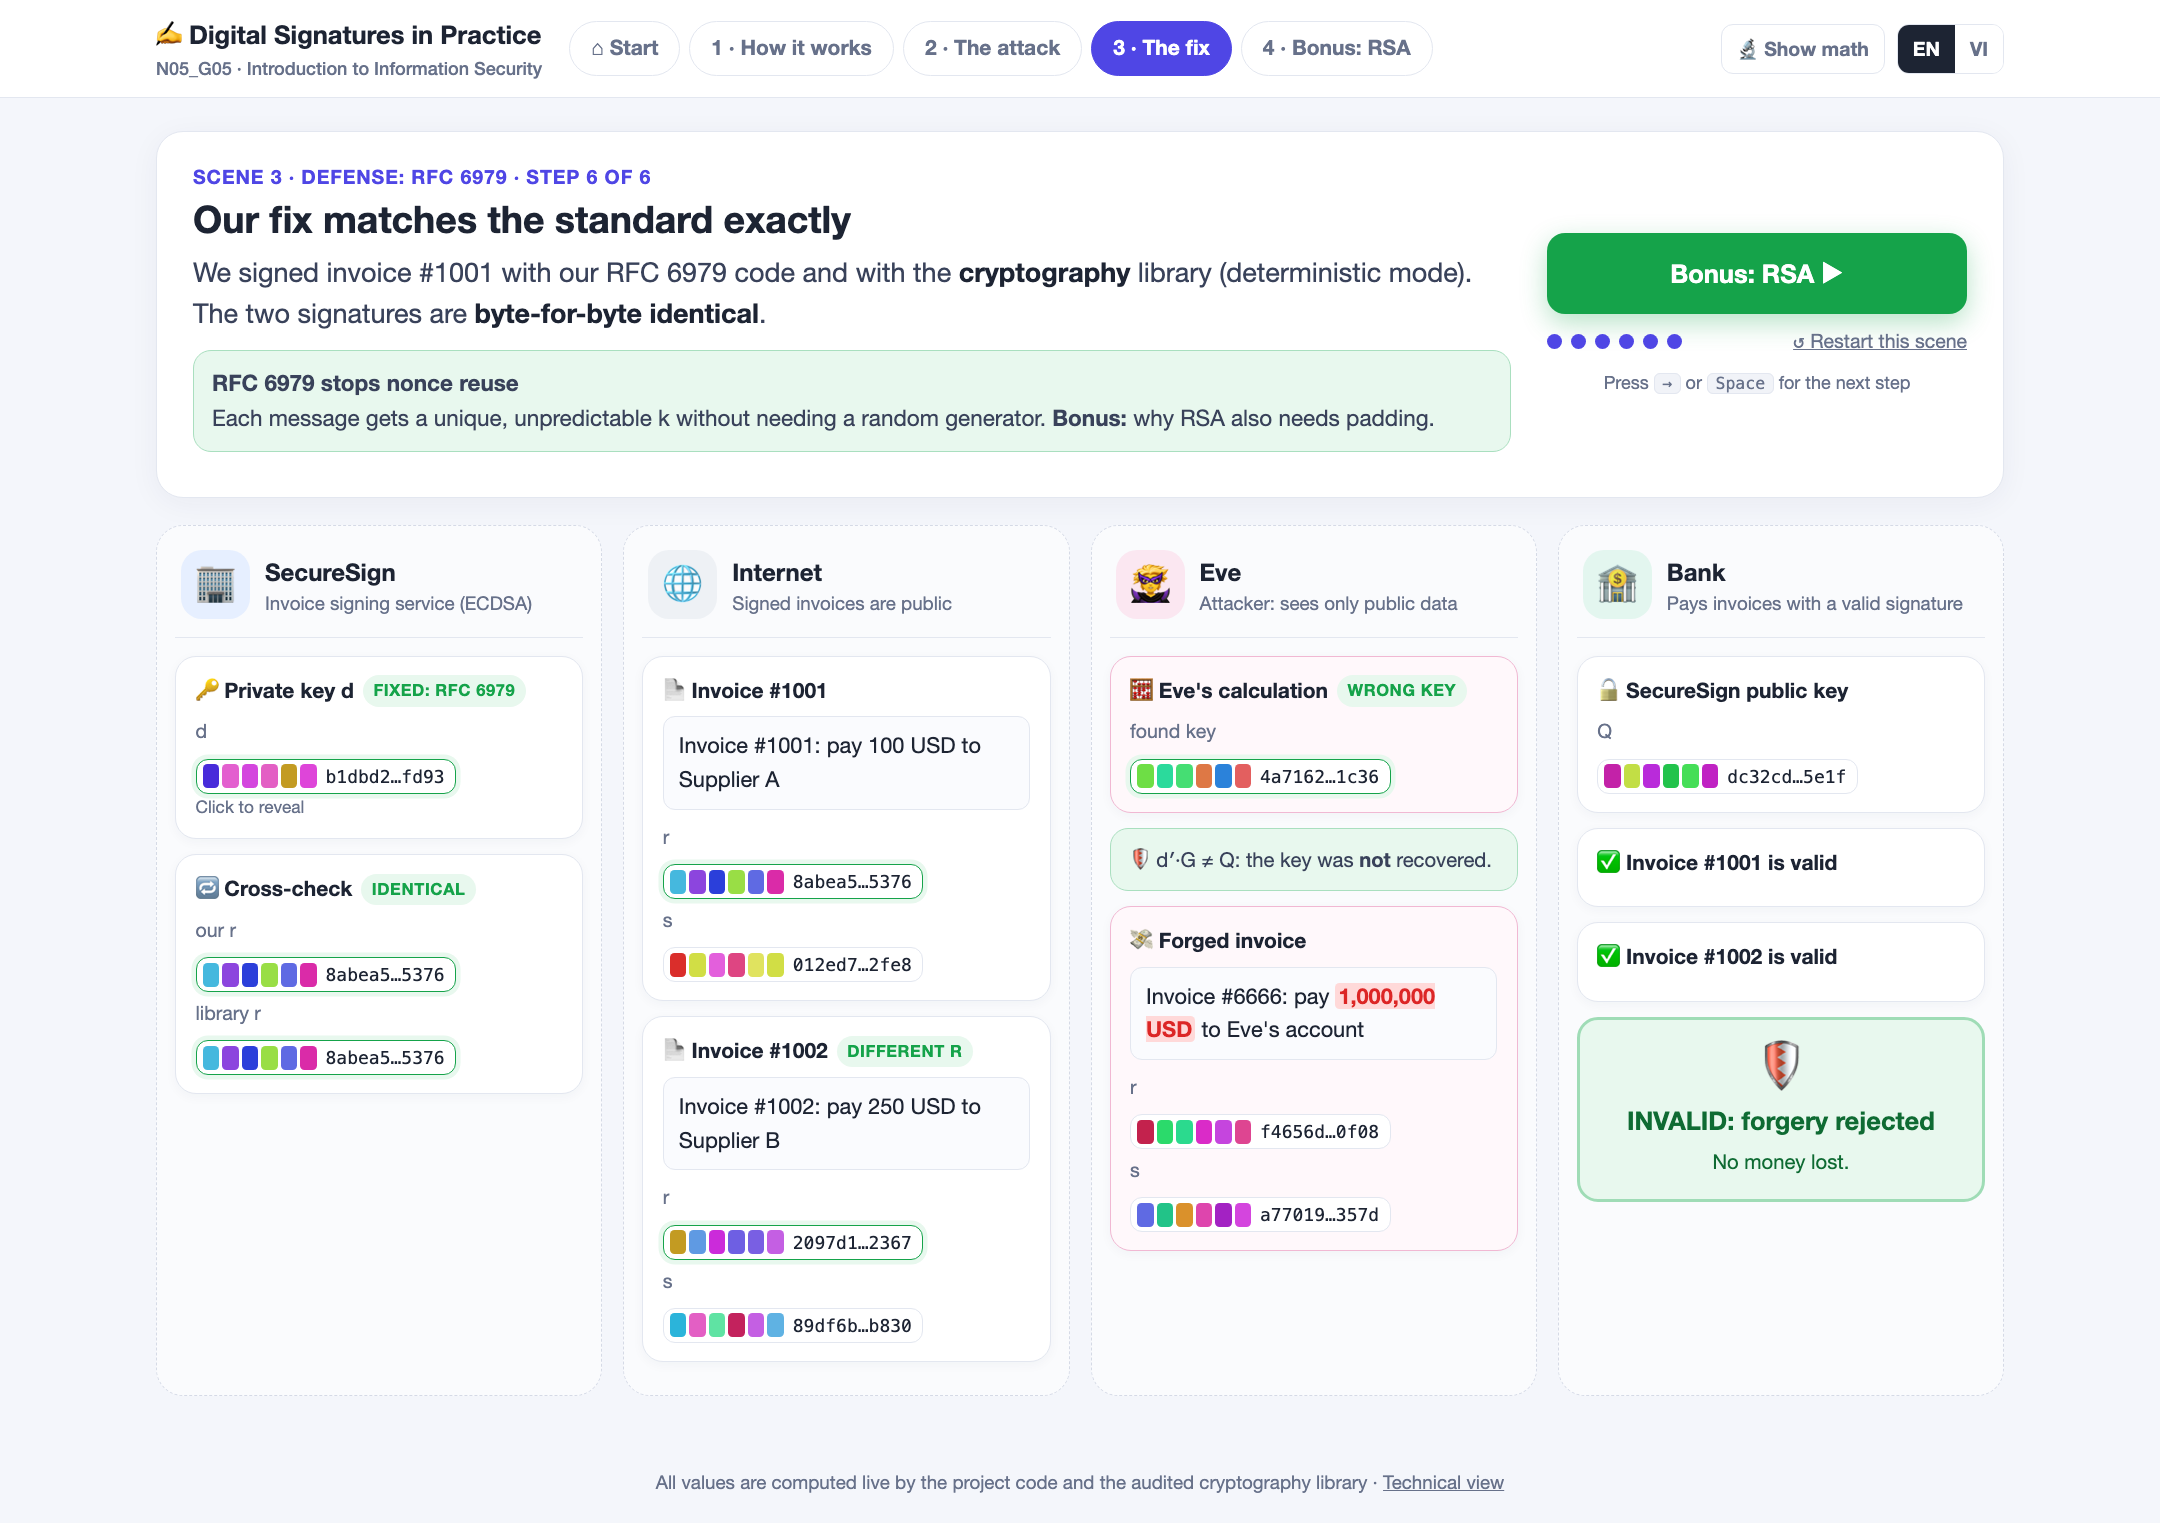 ✍️ Digital Signatures in Practice
N05_G05 · Introduction to Information Security
⌂ Start
1 · How it works
2 · The attack
3 · The fix
4 · Bonus: RSA
🔬 Show math
EN
VI
SCENE 3 · DEFENSE: RFC 6979 · STEP 6 OF 6
Our fix matches the standard exactly
We signed invoice #1001 with our RFC 6979 code and with the cryptography library (deterministic mode).
The two signatures are byte-for-byte identical.
RFC 6979 stops nonce reuse
Each message gets a unique, unpredictable k without needing a random generator. Bonus: why RSA also needs padding.
Bonus: RSA ▶
↺ Restart this scene
Press → or Space for the next step
SecureSign
Invoice signing service (ECDSA)
🔑 Private key d FIXED: RFC 6979
d
b1dbd2…fd93
Click to reveal
🔁 Cross-check IDENTICAL
our r
8abea5…5376
library r
8abea5…5376
Internet
Signed invoices are public
Invoice #1001
Invoice #1001: pay 100 USD to
Supplier A
r
8abea5…5376
s
012ed7…2fe8
Invoice #1002 DIFFERENT R
Invoice #1002: pay 250 USD to
Supplier B
r
2097d1…2367
s
89df6b…b830
Eve
Attacker: sees only public data
🧮 Eve's calculation WRONG KEY
found key
4a7162…1c36
🛡️ d′·G ≠ Q: the key was not recovered.
💸 Forged invoice
Invoice #6666: pay 1,000,000
USD to Eve's account
r
f4656d…0f08
s
a77019…357d
Bank
Pays invoices with a valid signature
🔓 SecureSign public key
Q
dc32cd…5e1f
✅ Invoice #1001 is valid
✅ Invoice #1002 is valid
INVALID: forgery rejected
No money lost.
All values are computed live by the project code and the audited cryptography library · Technical view